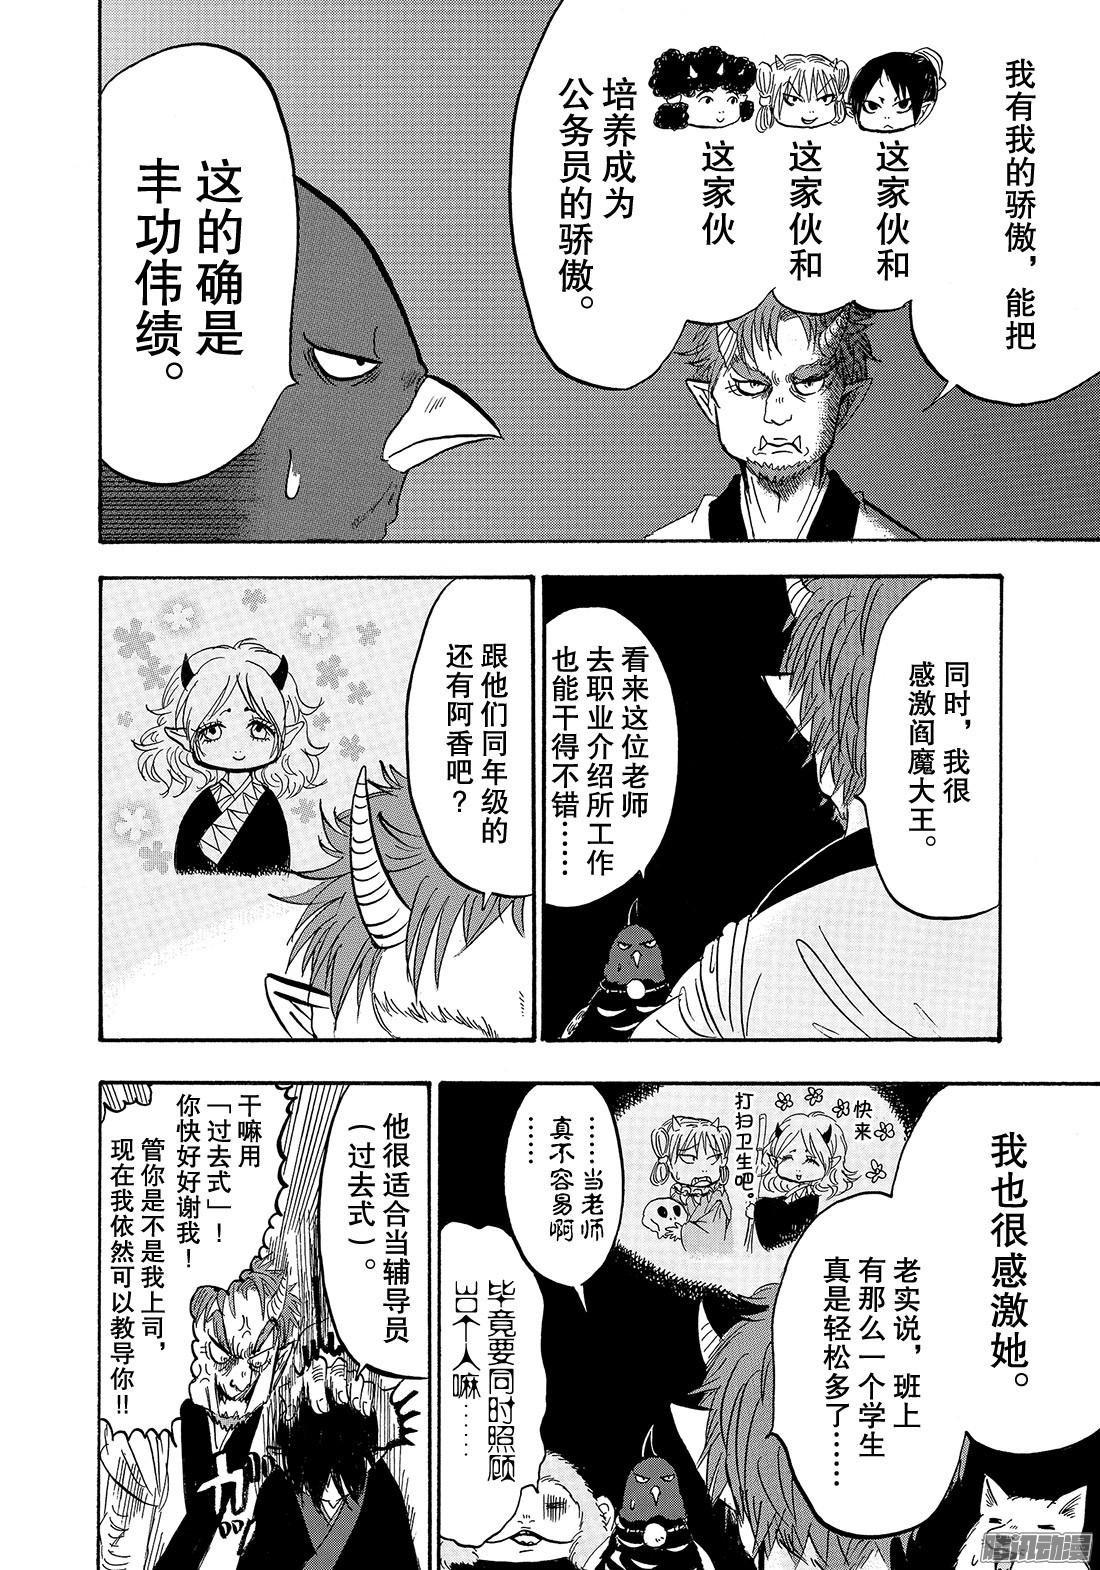 我有我的骄傲，能把
这家伙和
这家伙和
这家伙
培养成为
公务员的骄傲。
这的确是
丰功伟绩。
同时，我很
感激阎魔大王。
看来这位老师
去职业介绍所工作
也能干得不错……
跟他们同年级的
还有阿香吧？
我也很感激她。
老实说，班上
有那么一个学生
真是轻松多了……
快来
打扫卫生吧。
……当老师
真不容易啊
……
毕竟要同时照顾
30个人嘛……
他很适合当辅导员
（过去式）。
干嘛用
「过去式」！
你快好好谢我！
管你是不是我上司，
现在我依然可以教导你！！
腾讯动漫